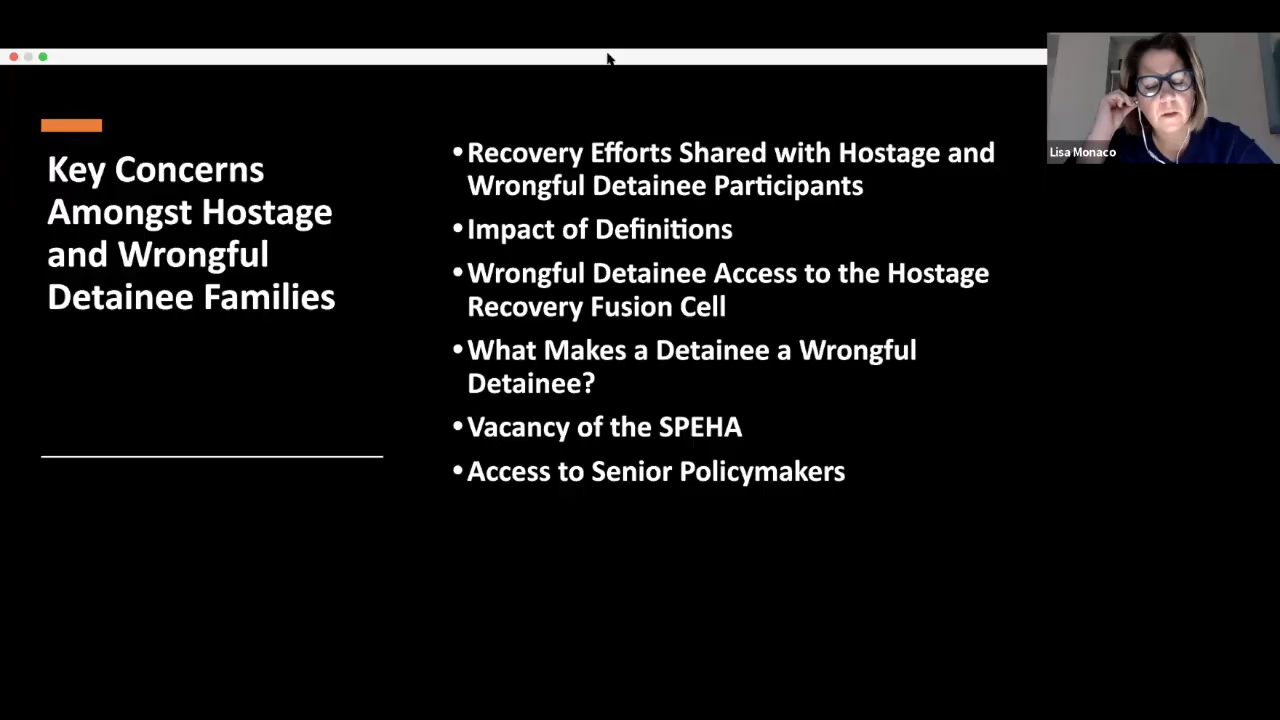 Key Concerns
Amongst Hostage
and Wrongful
Detainee Families
•Recovery Efforts Shared with Hostage and
Wrongful Detainee Participants
•Impact of Definitions
•Wrongful Detainee Access to the Hostage
Recovery Fusion Cell
•What Makes a Detainee a Wrongful
Detainee?
•Vacancy of the SPEHA
•Access to Senior Policymakers
Lisa Monaco